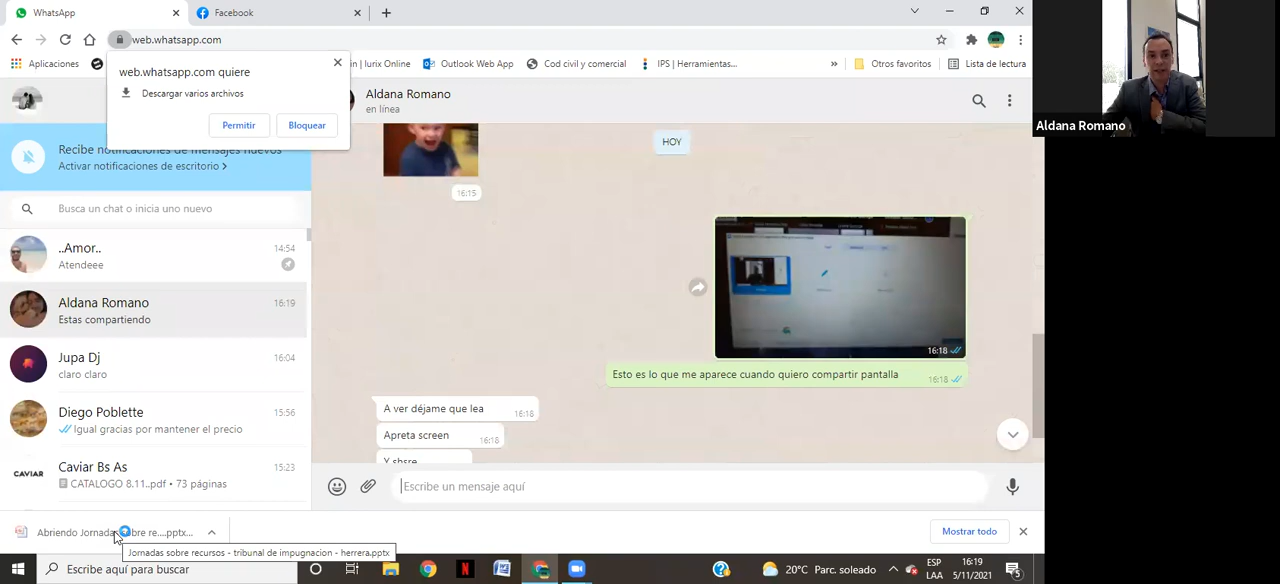 WhatsApp
Facebook
web.whatsapp.com
Aplicaciones
n | Iurix Online
Outlook Web App
Cod civil y comercial
IPS | Herramientas...
»
Otros favoritos
Lista de lectura
web.whatsapp.com quiere
Descargar varios archivos
Permitir
Bloquear
Recibe notificaciones de mensajes nuevos
Activar notificaciones de escritorio >
Busca un chat o inicia uno nuevo
..Amor..
14:54
Atendeee
Aldana Romano
16:19
Estas compartiendo
Jupa Dj
16:04
claro claro
Diego Poblette
15:56
Igual gracias por mantener el precio
Caviar Bs As
15:23
CAVIAR
CATALOGO 8.11..pdf • 73 páginas
Aldana Romano
en línea
HOY
16:15
16:18
Esto es lo que me aparece cuando quiero compartir pantalla
16:18
A ver déjame que lea
16:18
Apreta screen
16:18
Y sbsre
Escribe un mensaje aquí
Abriendo Jornadas sobre re....pptx...
Mostrar todo
Jornadas sobre recursos - tribunal de impugnacion - herrera.pptx
Escribe aquí para buscar
20°C Parc. soleado
ESP
LAA
16:19
5/11/2021
5
Aldana Romano